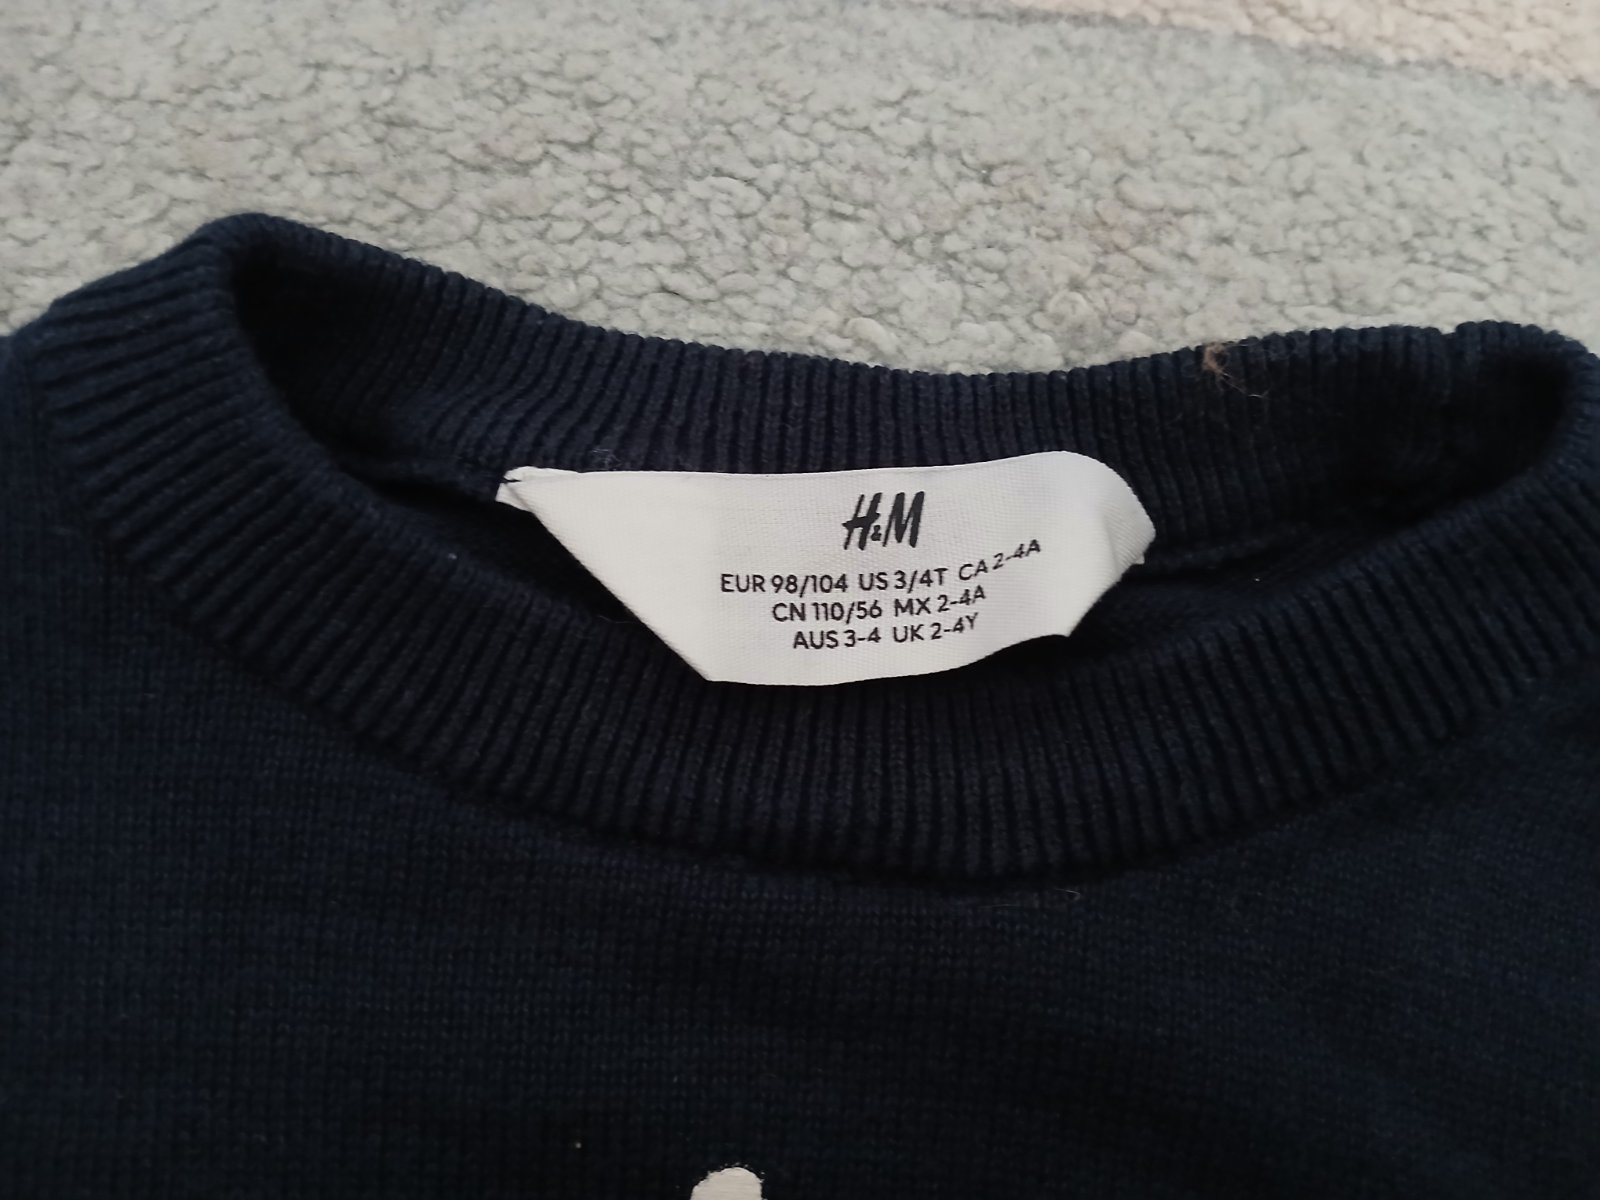 H&M
EUR 98/104 US 3/4T CA 2-4A
CN 110/56 MX 2-4A
AUS 3-4 UK 2-4Y